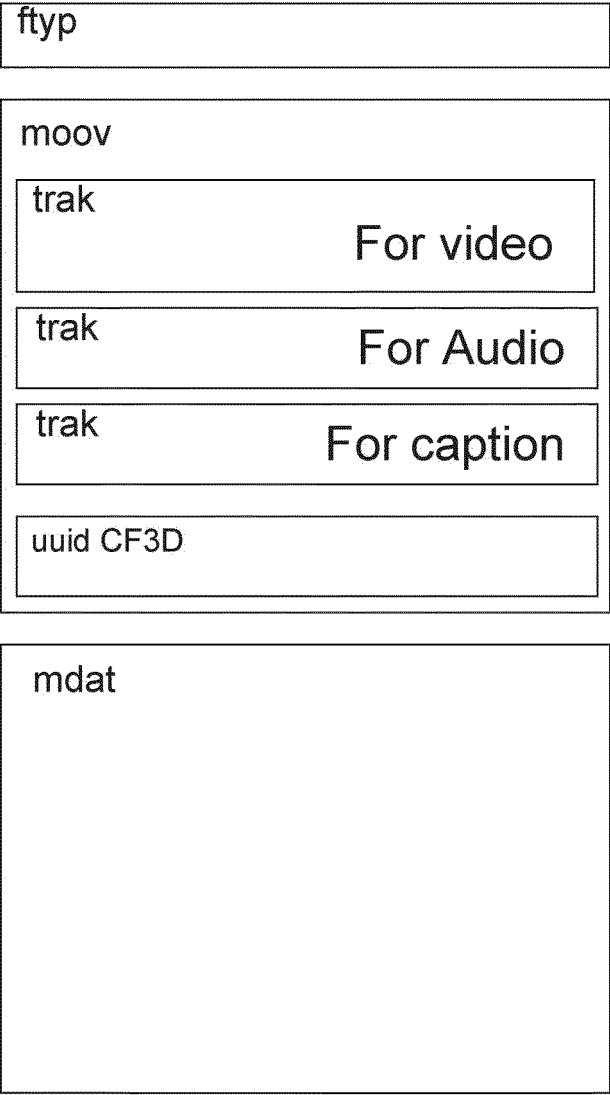 ftyp
moov
trak
For video
trak
For Audio
trak
For caption
uuid CF3D
mdat